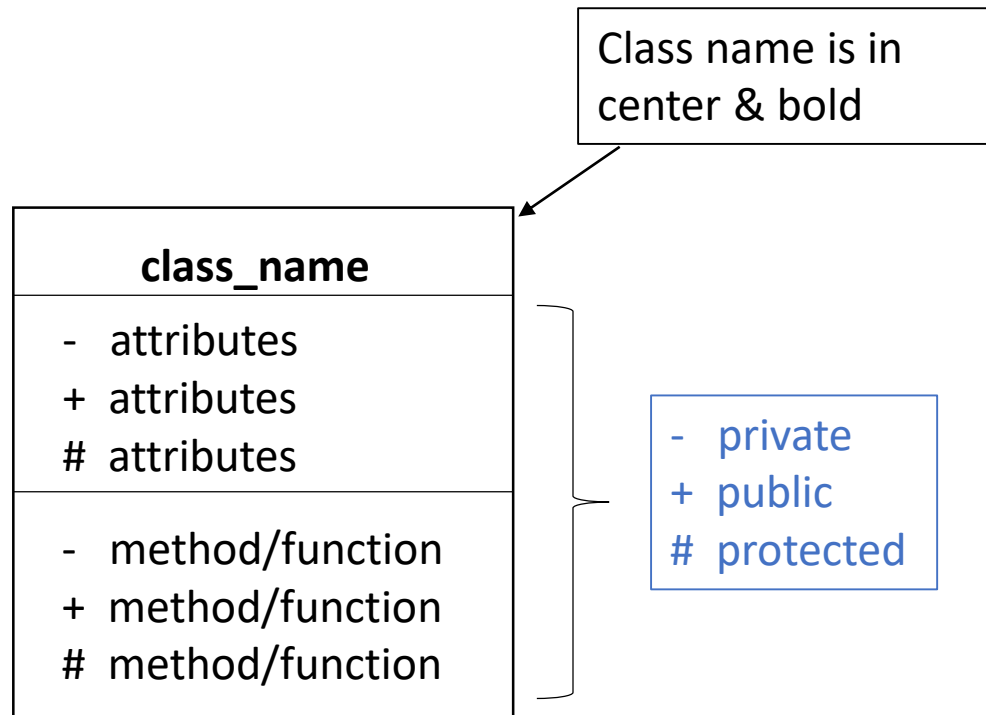 Class name is in
center & bold
class_name
- attributes
+ attributes
# attributes
- method/function
+ method/function
# method/function
- private
+ public
# protected